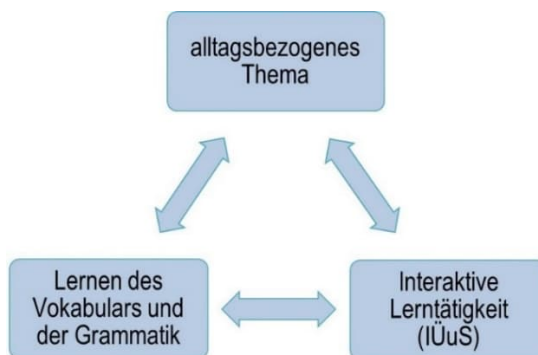 alltagsbezogenes
Thema
Lernen des
Vokabulars und
der Grammatik
Interaktive
Lerntätigkeit
(IÜuS)